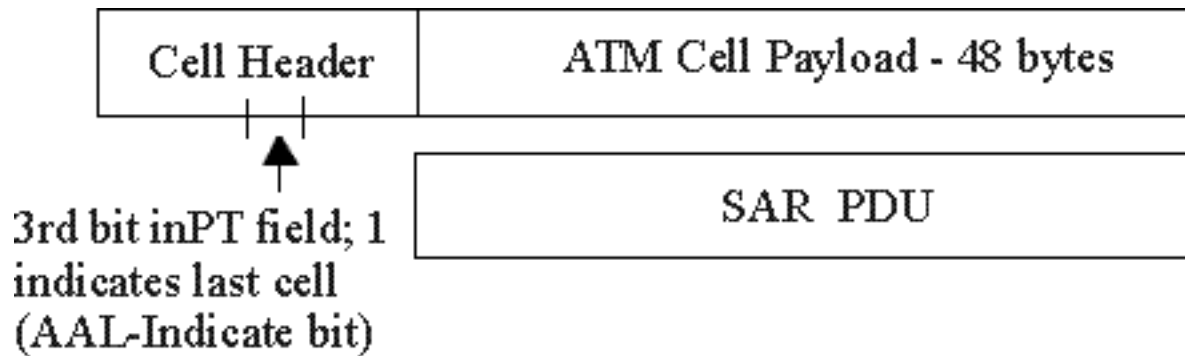 Cell Header
ATM Cell Payload - 48 bytes
SAR PDU
3rd bit inPT field; 1
indicates last cell
(AAL-Indicate bit)